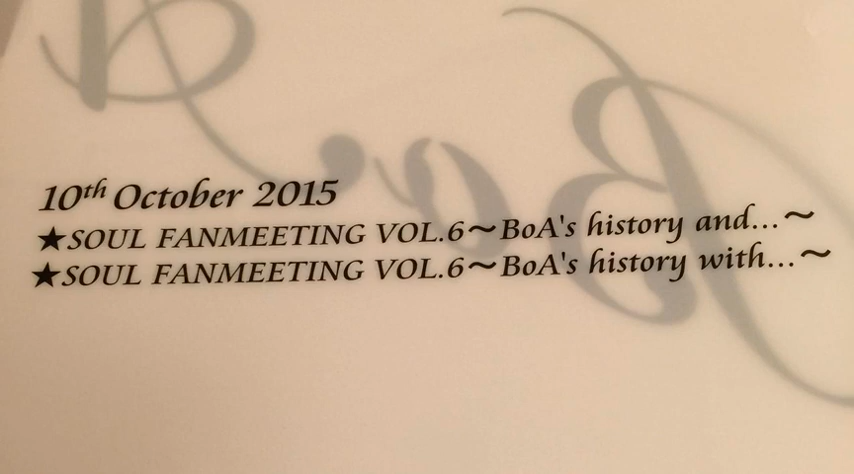 10th October 2015
★SOUL FANMEETING VOL.6～BoA's history and...～
★SOUL FANMEETING VOL.6～BoA's history with...～